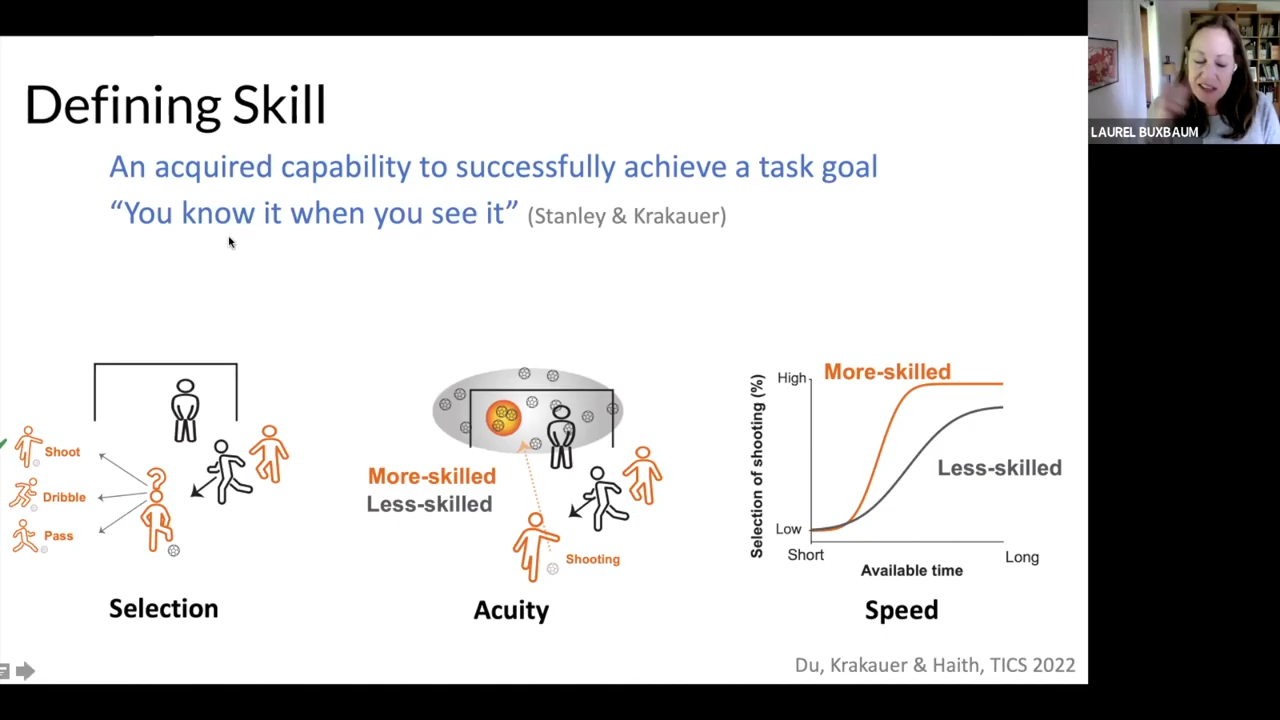 Defining Skill
An acquired capability to successfully achieve a task goal
“You know it when you see it” (Stanley & Krakauer)
LAUREL BUXBAUM
Shoot
Dribble
Pass
?
Selection
More-skilled
Less-skilled
Shooting
Acuity
Selection of shooting (%)
High
More-skilled
Less-skilled
Low
Short
Long
Available time
Speed
Du, Krakauer & Haith, TICS 2022